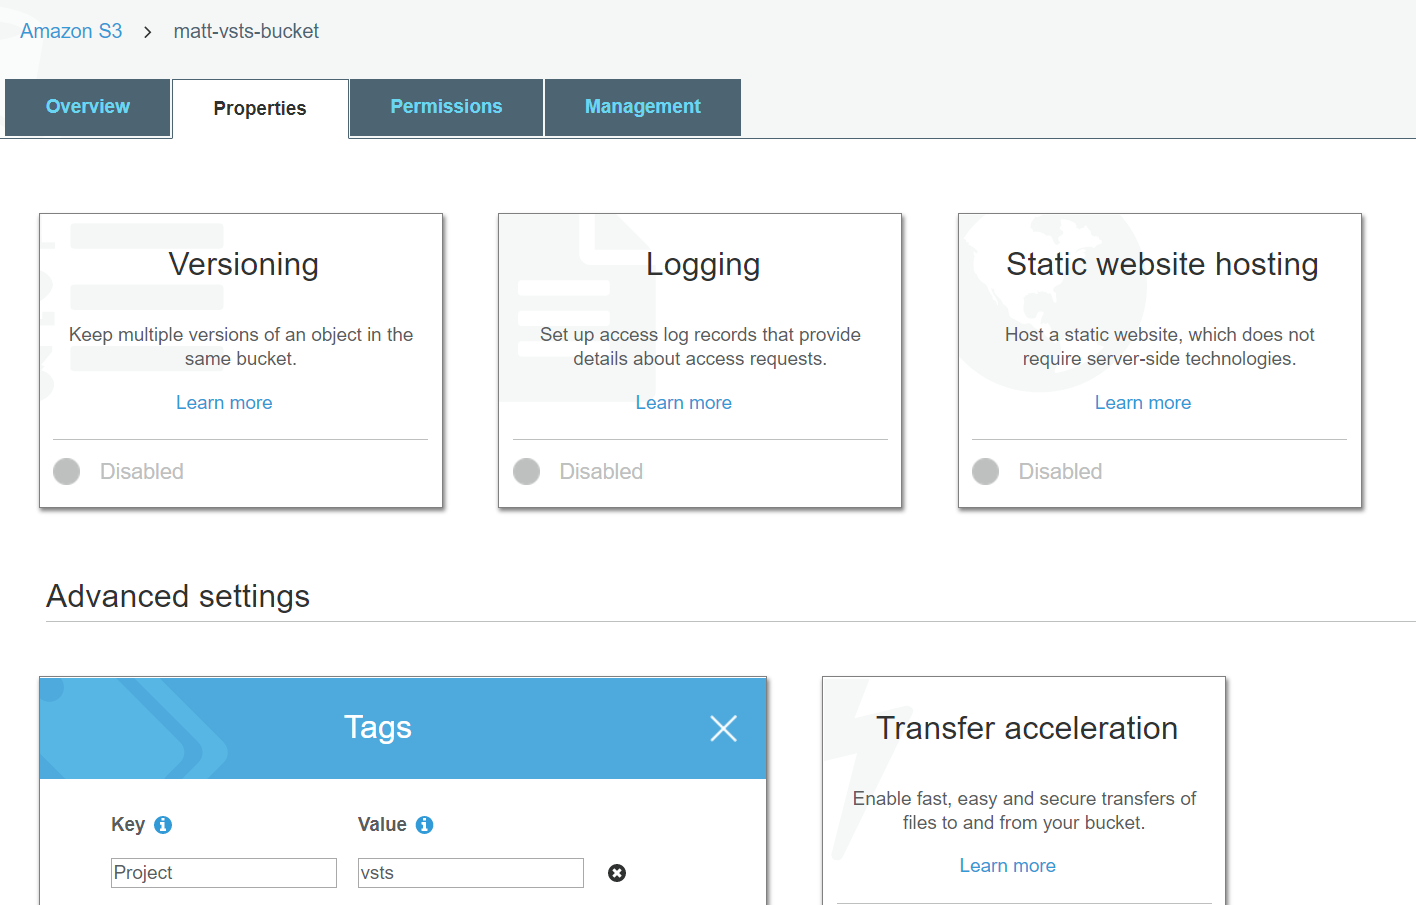 Amazon S3 > matt-vsts-bucket
Overview
Properties
Permissions
Management
Versioning
Keep multiple versions of an object in the
same bucket.
Learn more
Disabled
Logging
Set up access log records that provide
details about access requests.
Learn more
Disabled
Static website hosting
Host a static website, which does not
require server-side technologies.
Learn more
Disabled
Advanced settings
Tags
Key
Value
Project
vsts
Transfer acceleration
Enable fast, easy and secure transfers of
files to and from your bucket.
Learn more